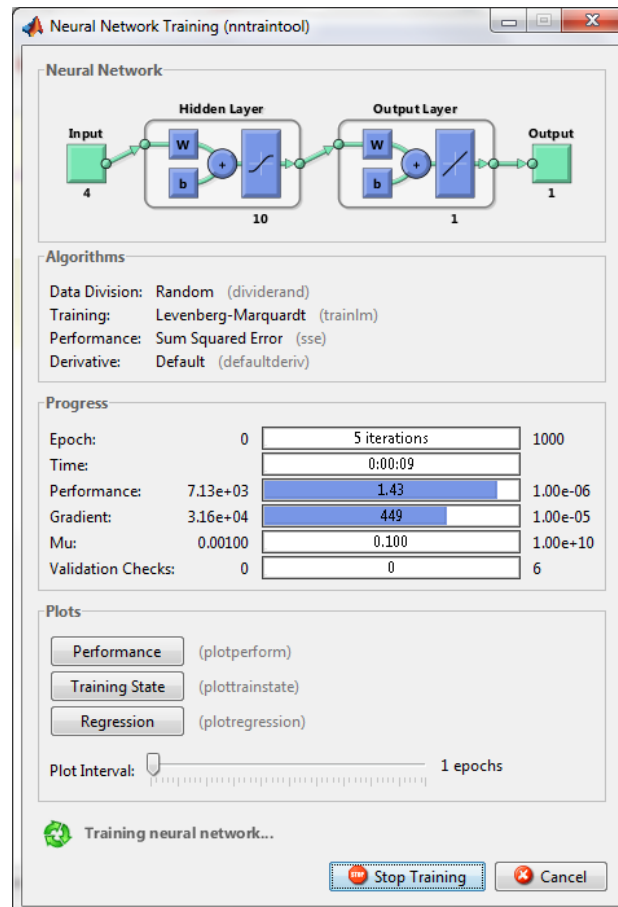 Neural Network Training (nntraintool)
Neural Network
Hidden Layer
Output Layer
Input
Output
W
W
+
+
b
b
4
10
1
1
Algorithms
Data Division: Random (dividerand)
Training: Levenberg-Marquardt (trainlm)
Performance: Sum Squared Error (sse)
Derivative: Default (defaultderiv)
Progress
Epoch: 0 5 iterations 1000
Time: 0:00:09
Performance: 7.13e+03 1.43 1.00e-06
Gradient: 3.16e+04 449 1.00e-05
Mu: 0.00100 0.100 1.00e+10
Validation Checks: 0 0 6
Plots
Performance (plotperform)
Training State (plottrainstate)
Regression (plotregression)
Plot Interval: 1 epochs
Training neural network...
STOP Stop Training Cancel